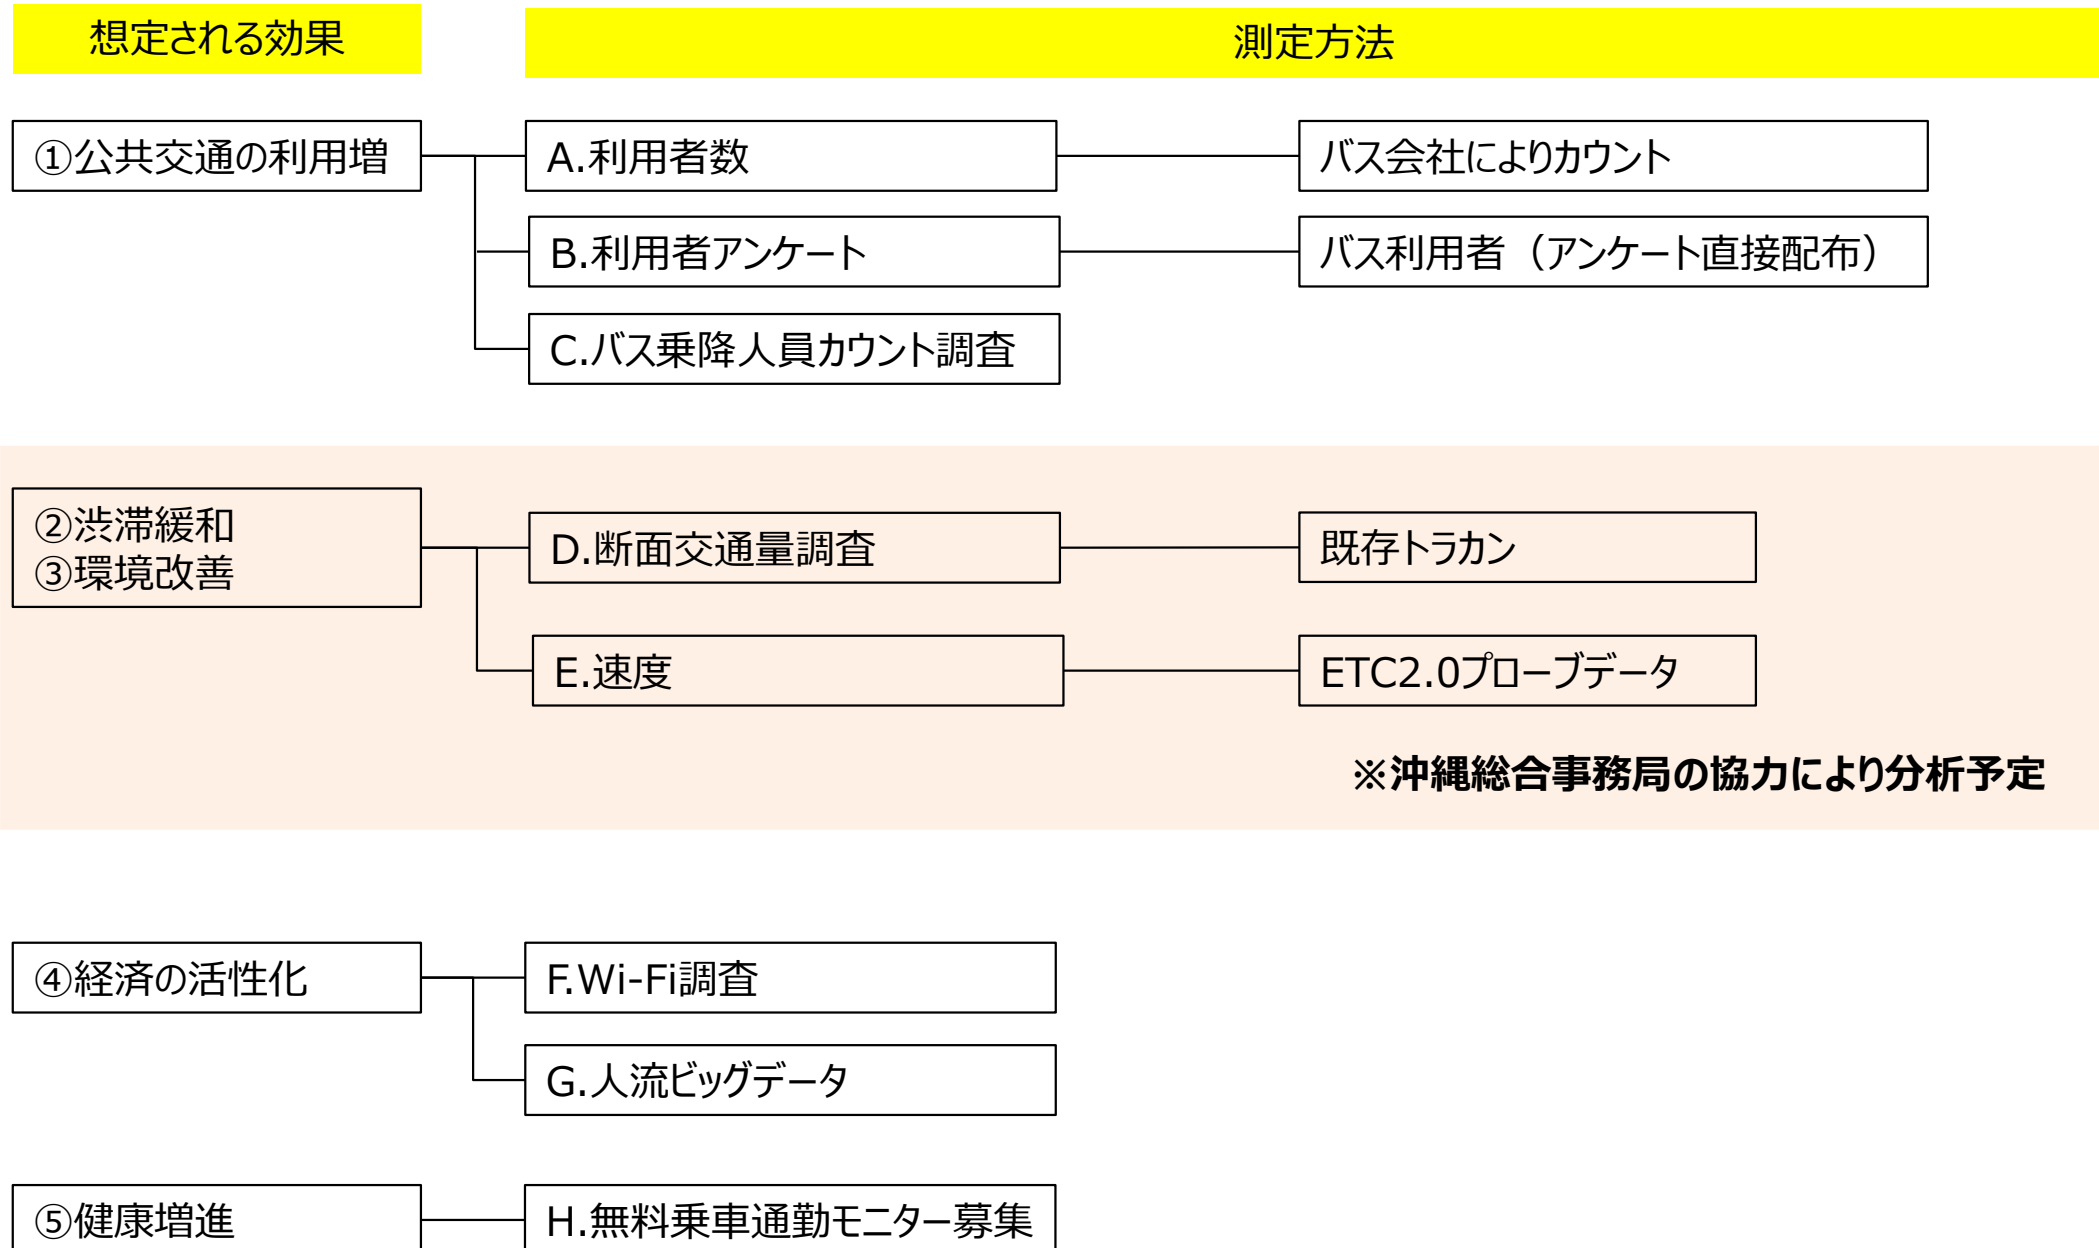 想定される効果
測定方法
①公共交通の利用増
A.利用者数
バス会社によりカウント
B.利用者アンケート
バス利用者（アンケート直接配布）
C.バス乗降人員カウント調査
②渋滞緩和
③環境改善
D.断面交通量調査
既存トラカン
E.速度
ETC2.0プローブデータ
※沖縄総合事務局の協力により分析予定
④経済の活性化
F.Wi-Fi調査
G.人流ビッグデータ
⑤健康増進
H.無料乗車通勤モニター募集